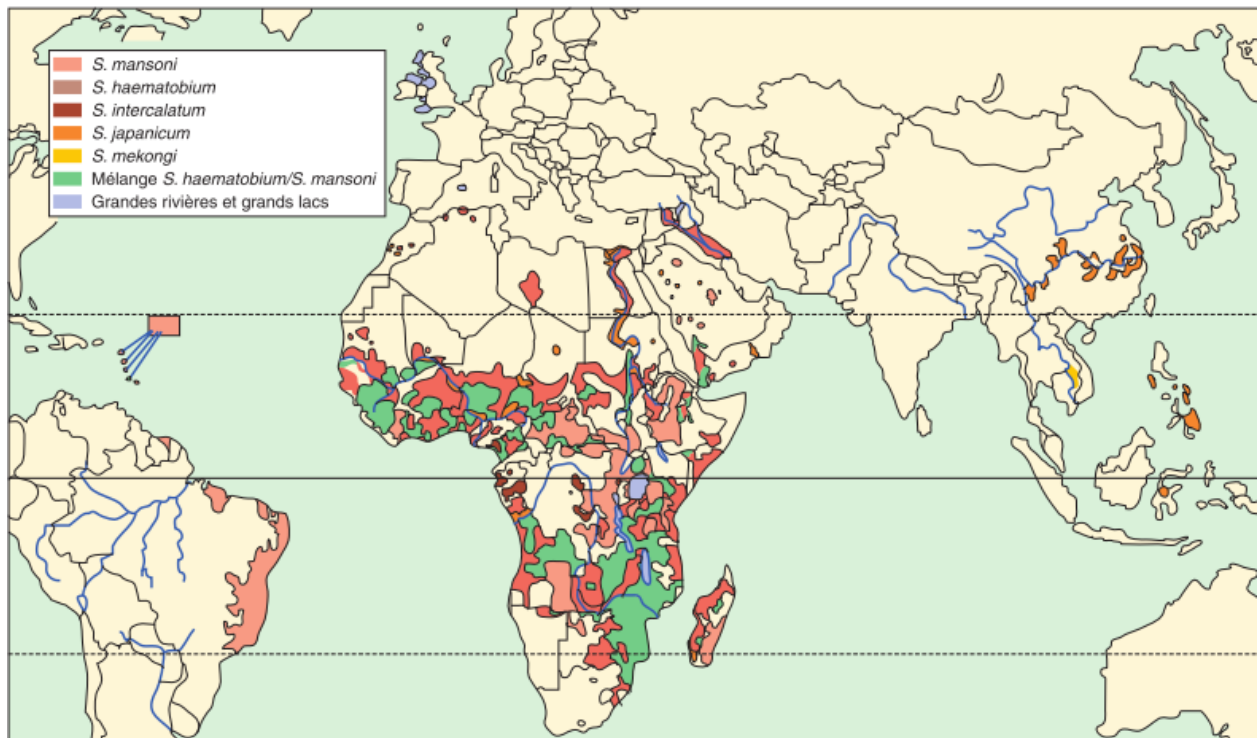 S. mansoni
S. haematobium
S. intercalatum
S. japanicum
S. mekongi
Mélange S. haematobium/S. mansoni
Grandes rivières et grands lacs